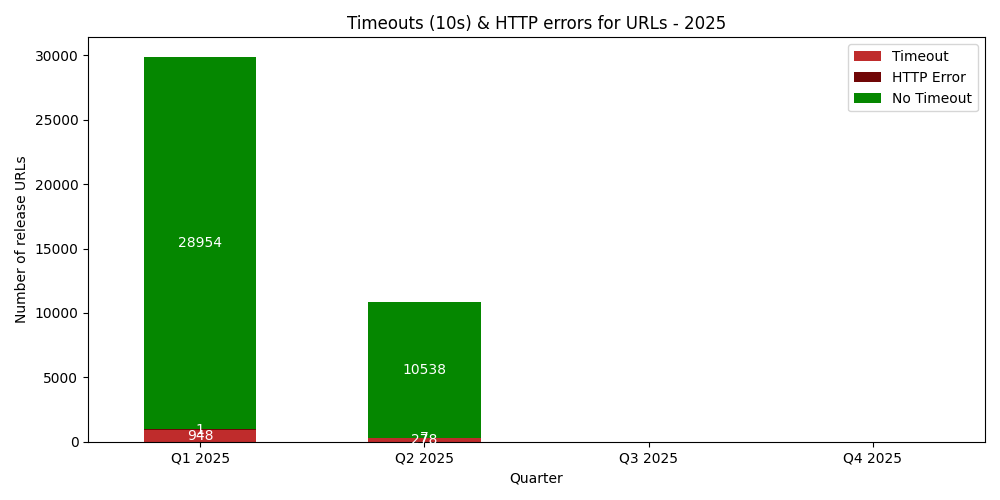 Timeouts (10s) & HTTP errors for URLs - 2025
Number of release URLs
30000
25000
20000
15000
10000
5000
0
Timeout
HTTP Error
No Timeout
28954
1
948
10538
7
278
Q1 2025
Q2 2025
Q3 2025
Q4 2025
Quarter